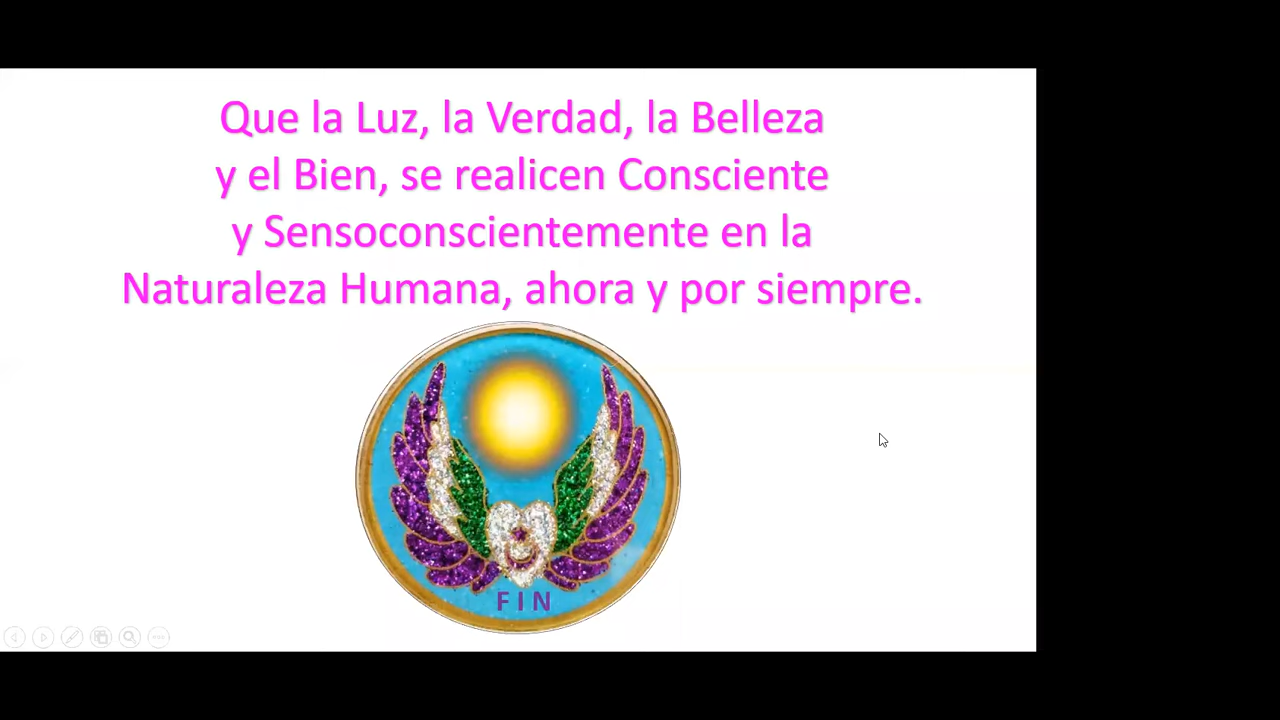 Que la Luz, la Verdad, la Belleza
y el Bien, se realicen Consciente
y Sensoconscientemente en la
Naturaleza Humana, ahora y por siempre.
FIN